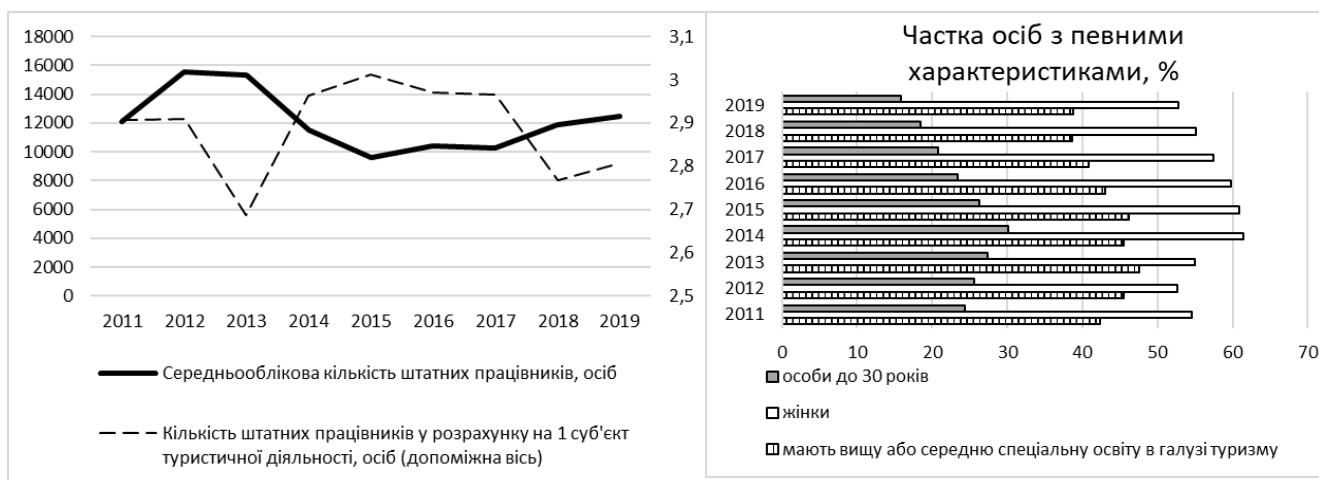 18000
16000
14000
12000
10000
8000
6000
4000
2000
0
3,1
3
2,9
2,8
2,7
2,6
2,5
2011 2012 2013 2014 2015 2016 2017 2018 2019
Середньооблікова кількість штатних працівників, осіб
Кількість штатних працівників у розрахунку на 1 суб'єкт
туристичної діяльності, осіб (допоміжна вісь)
Частка осіб з певними
характеристиками, %
2019
2018
2017
2016
2015
2014
2013
2012
2011
0 10 20 30 40 50 60 70
особи до 30 років
жінки
мають вищу або середню спеціальну освіту в галузі туризму